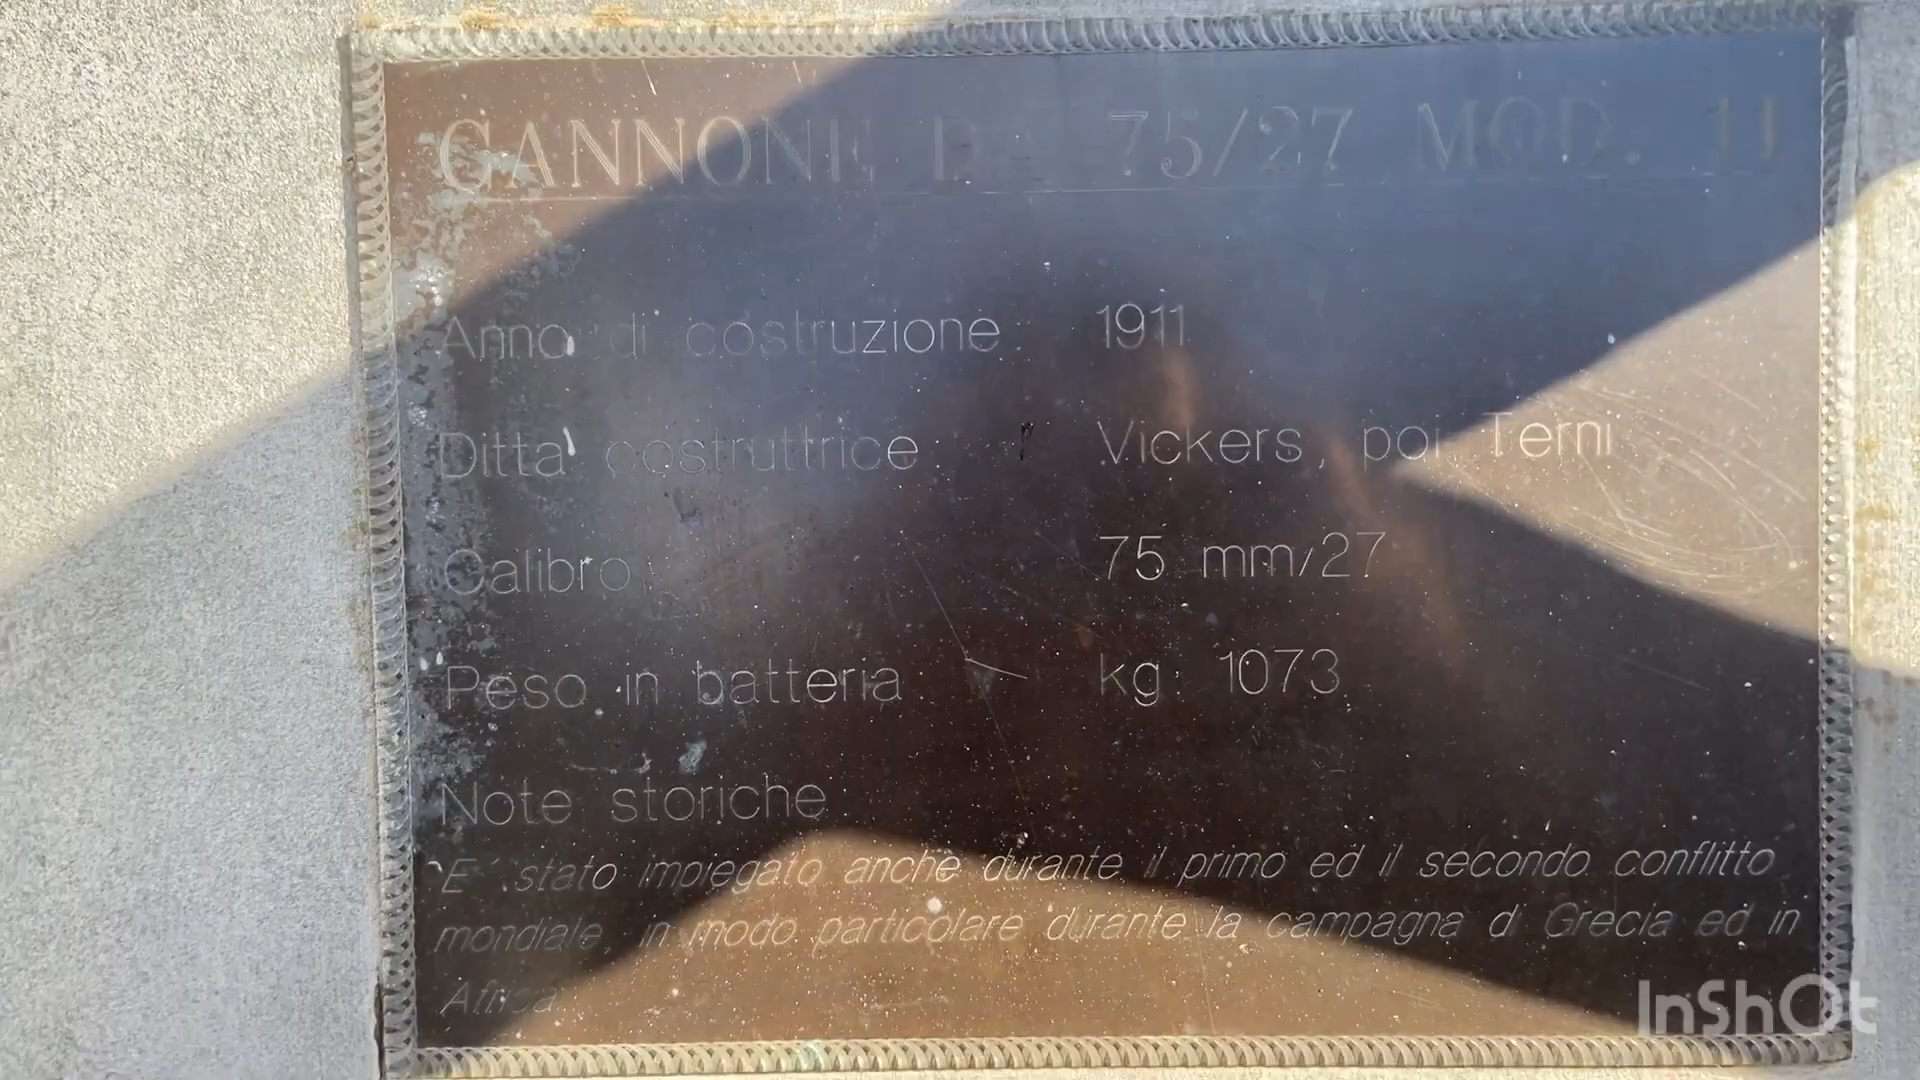 CANNONE DA 75/27 MOD. 11
Anno di costruzione: 1911
Ditta costruttrice: Vickers, poi Terni
Calibro: 75 mm/27
Peso in batteria: kg. 1073
Note storiche
E' stato impiegato anche durante il primo ed il secondo conflitto
mondiale, in modo particolare durante la campagna di Grecia ed in
Africa.
InShOt